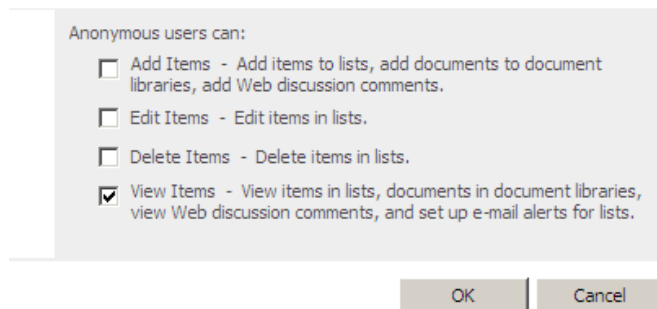 Anonymous users can:
Add Items  -  Add items to lists, add documents to document
libraries, add Web discussion comments.
Edit Items  -  Edit items in lists.
Delete Items  -  Delete items in lists.
View Items  -  View items in lists, documents in document libraries,
view Web discussion comments, and set up e-mail alerts for lists.
OK
Cancel